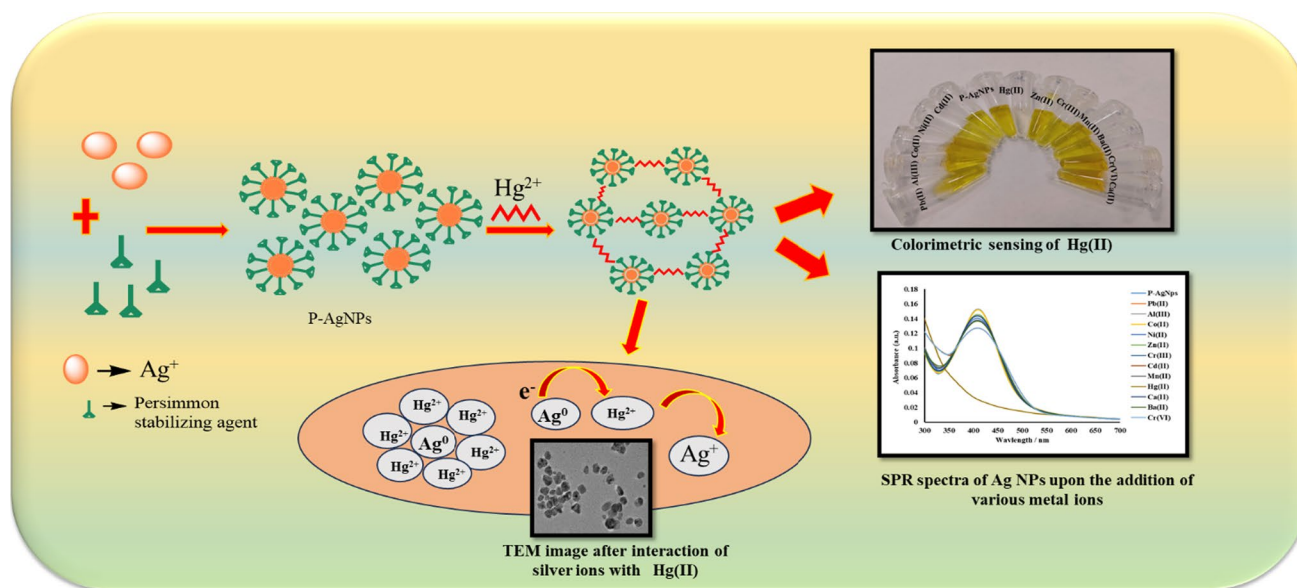 Ag⁺
Persimmon
stabilizing agent
P-AgNPs
Hg²⁺
Hg²⁺
Hg²⁺
Hg²⁺
Ag⁰
Hg²⁺
Hg²⁺
Hg²⁺
Hg²⁺
e⁻
Ag⁰
Hg²⁺
Ag⁺
TEM image after interaction of
silver ions with Hg(II)
Pb(II)
Al(III)
Co(II)
Ni(II)
Cd(II)
P-AgNPs
Hg(II)
Zn(II)
Cr(III)
Mn(II)
Ba(II)
Cr(VI)
Ca(II)
Colorimetric sensing of Hg(II)
Absorbance (a.u.)
0.18
0.16
0.14
0.12
0.1
0.08
0.06
0.04
0.02
0
300 350 400 450 500 550 600 650 700
Wavelength / nm
P-AgNPs
Pb(II)
Al(III)
Co(II)
Ni(II)
Zn(II)
Cr(III)
Cd(II)
Mn(II)
Hg(II)
Ca(II)
Ba(II)
Cr(VI)
SPR spectra of Ag NPs upon the addition of
various metal ions